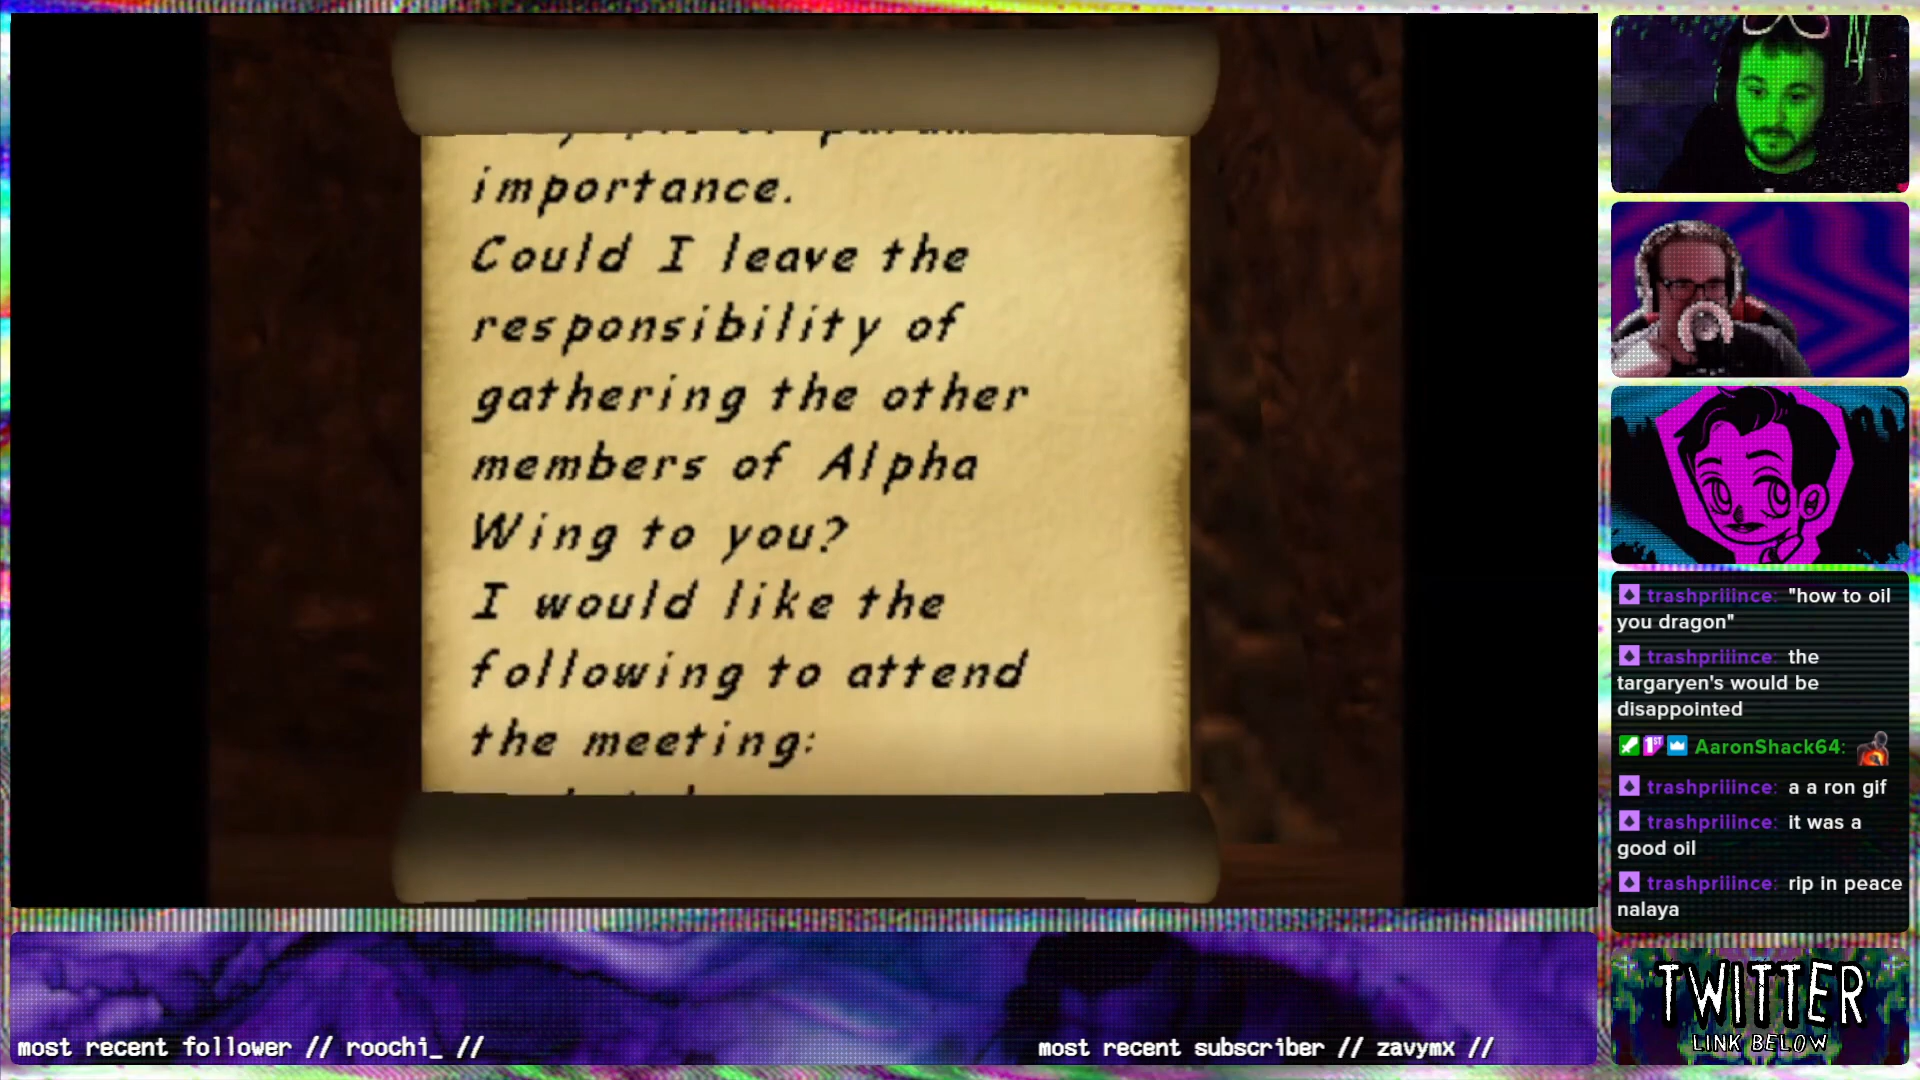 importance.
Could I leave the
responsibility of
gathering the other
members of Alpha
Wing to you?
I would like the
following to attend
the meeting:
trashpriiince: "how to oil
you dragon"
trashpriiince: the
targaryen's would be
disappointed
1ST AaronShack64:
trashpriiince: a a ron gif
trashpriiince: it was a
good oil
trashpriiince: rip in peace
nalaya
TWITTER
LINK BELOW
most recent follower // roochi_ //
most recent subscriber // zavymx //